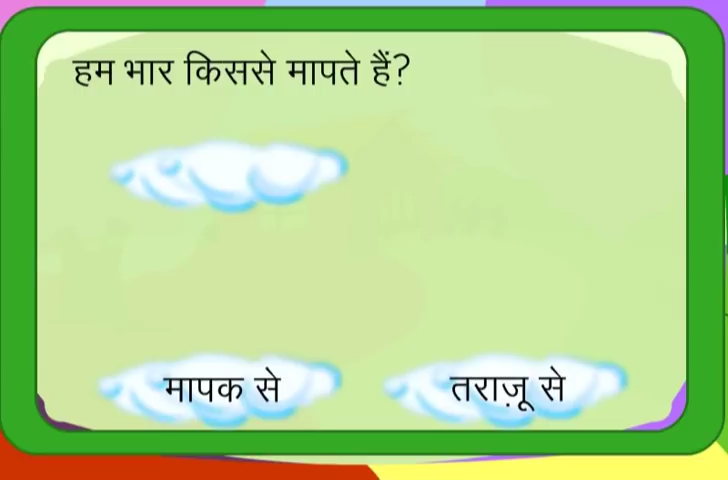 हम भार किससे मापते हैं?
मापक से
तराज़ू से